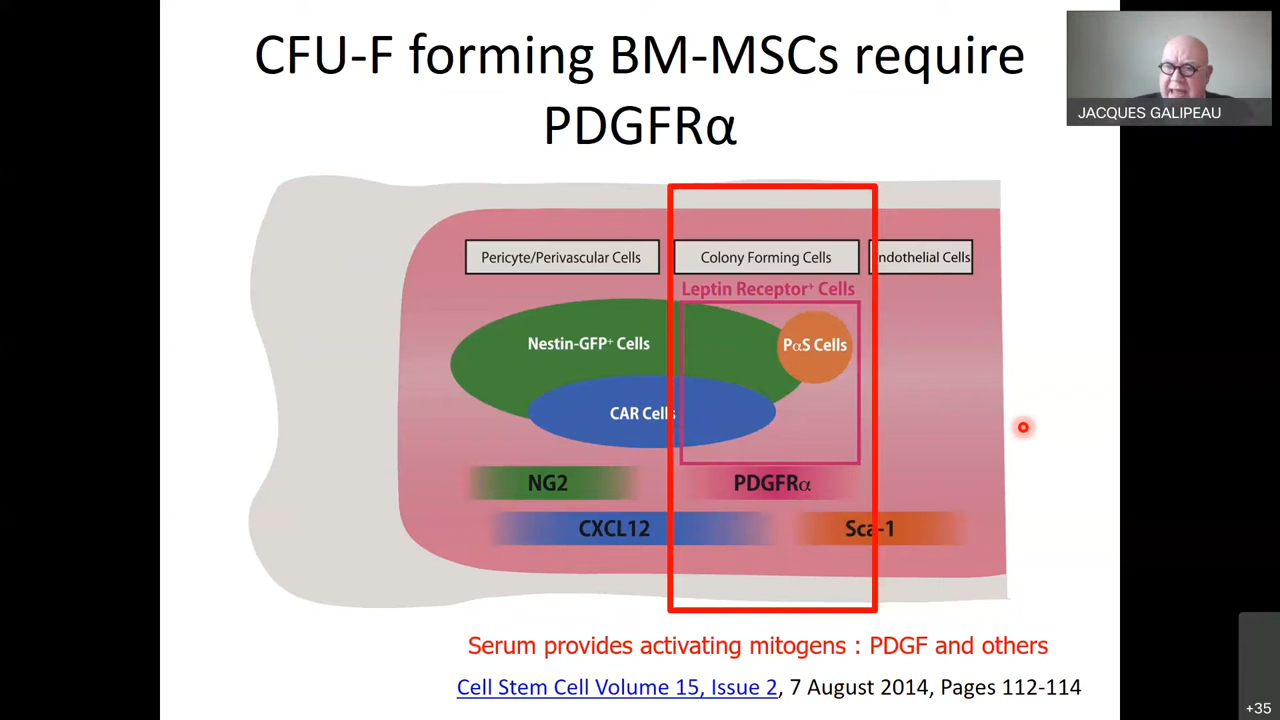 CFU-F forming BM-MSCs require
PDGFRα
JACQUES GALIPEAU
Pericyte/Perivascular Cells
Colony Forming Cells
ndothelial Cells
Leptin Receptor⁺ Cells
Nestin-GFP⁺ Cells
PαS Cells
CAR Cells
NG2
PDGFRα
CXCL12
Sca-1
Serum provides activating mitogens : PDGF and others
Cell Stem Cell Volume 15, Issue 2, 7 August 2014, Pages 112-114
+35